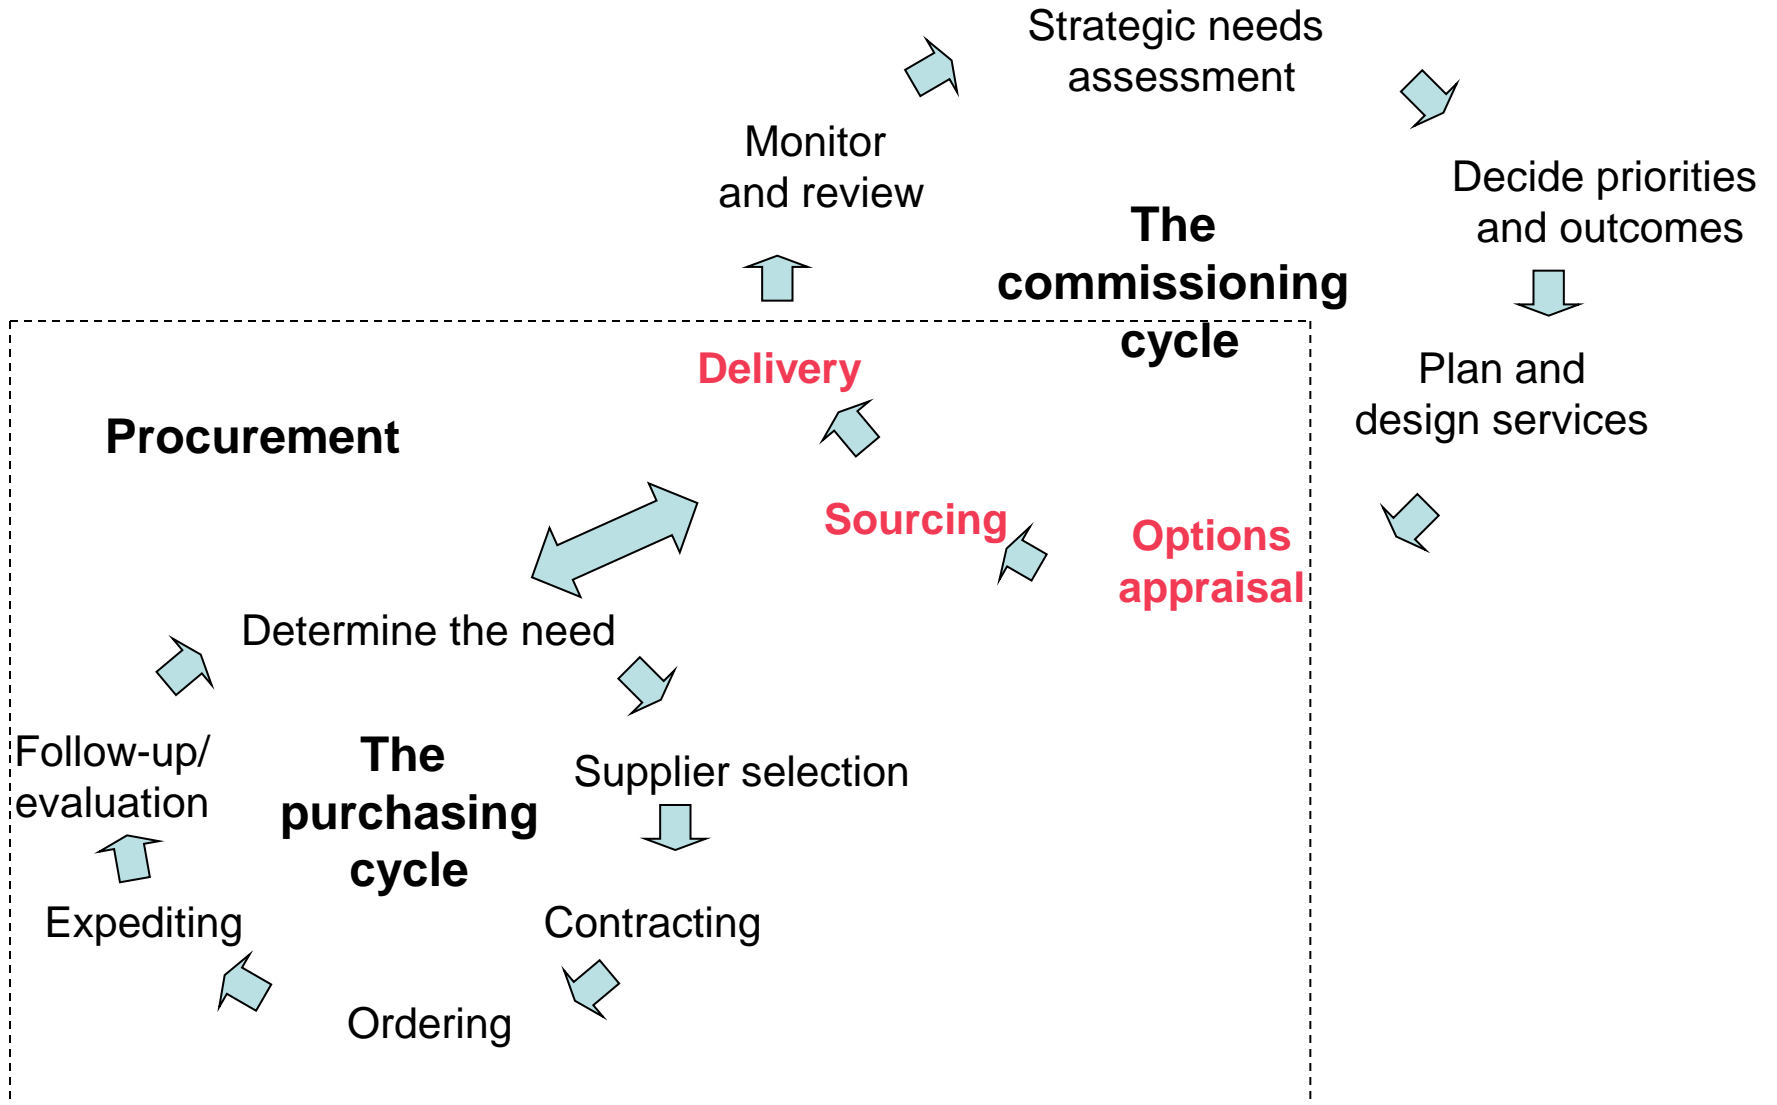 Strategic needs
assessment
Monitor
and review
Decide priorities
and outcomes
The
commissioning
cycle
Delivery
Plan and
design services
Procurement
Sourcing
Options
appraisal
Determine the need
Follow-up/
evaluation
The
purchasing
cycle
Supplier selection
Expediting
Contracting
Ordering